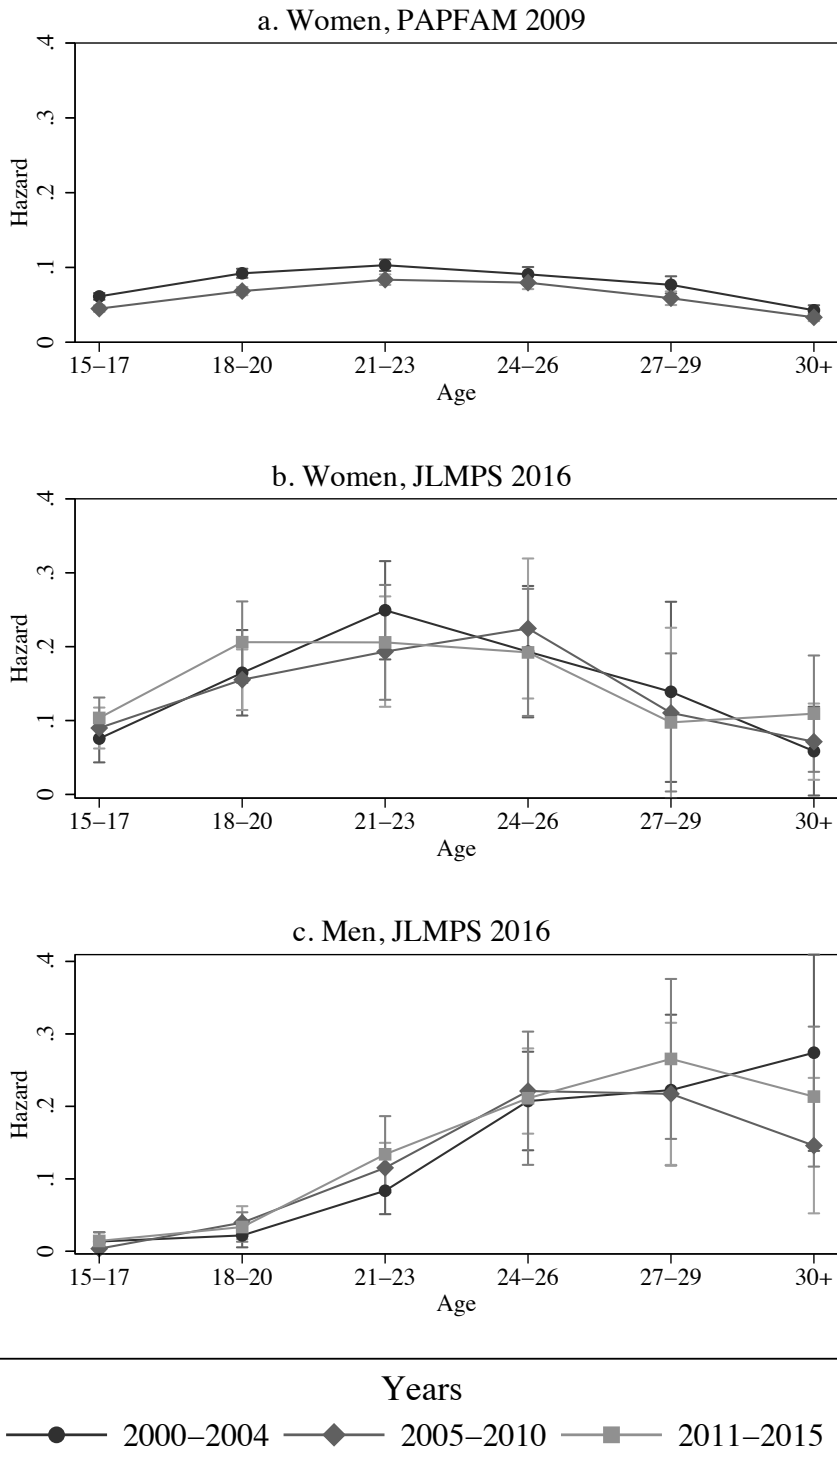 a. Women, PAPFAM 2009
.4
.3
.2
.1
0
Hazard
15–17 18–20 21–23 24–26 27–29 30+
Age
b. Women, JLMPS 2016
.4
.3
.2
.1
0
Hazard
15–17 18–20 21–23 24–26 27–29 30+
Age
c. Men, JLMPS 2016
.4
.3
.2
.1
0
Hazard
15–17 18–20 21–23 24–26 27–29 30+
Age
Years
2000–2004 2005–2010 2011–2015